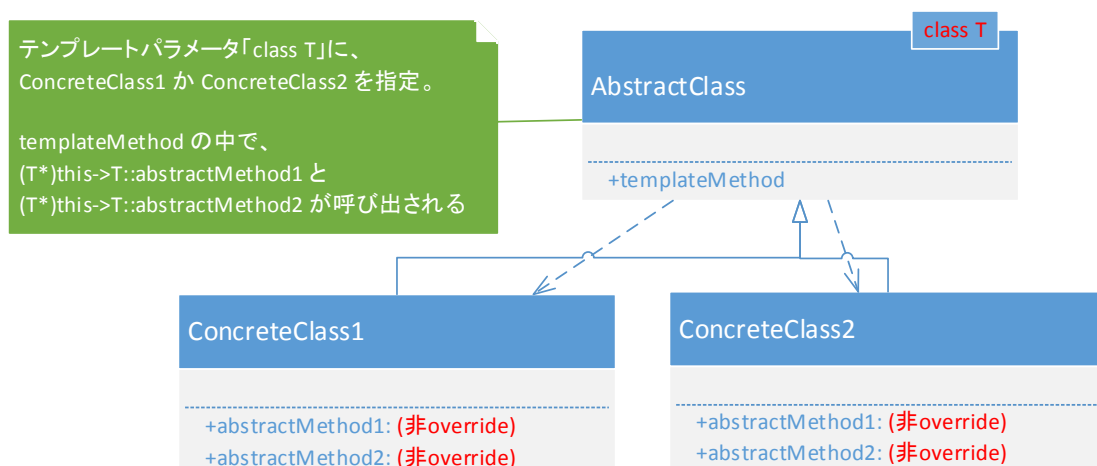 テンプレートパラメータ「class T」に、
ConcreteClass1 か ConcreteClass2 を指定。
templateMethod の中で、
(T*)this->T::abstractMethod1 と
(T*)this->T::abstractMethod2 が呼び出される
class T
AbstractClass
+templateMethod
ConcreteClass1
+abstractMethod1: (非override)
+abstractMethod2: (非override)
ConcreteClass2
+abstractMethod1: (非override)
+abstractMethod2: (非override)